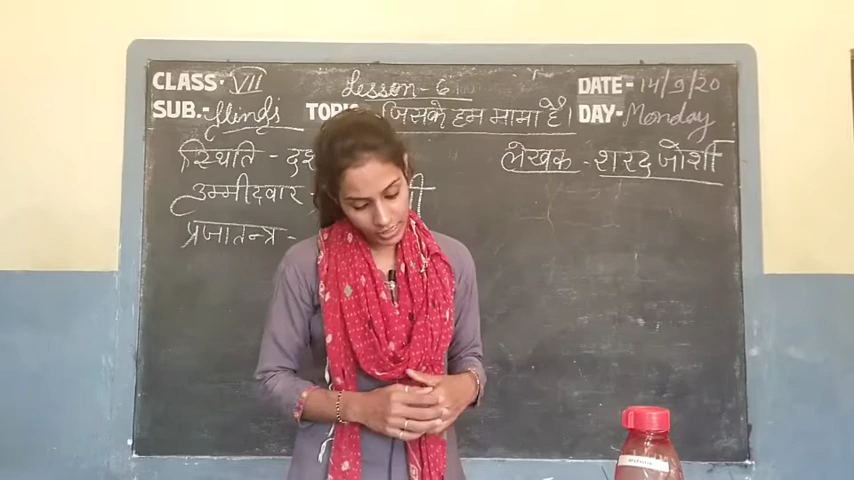 CLASS - VII
Lesson - 6
DATE - 14/9/20
SUB. - Hindi
TOPIC जिसके हम मामा है।
DAY - Monday
स्थिति -
लेखक - शरद जोशी
उम्मीदवार
प्रजातन्त्र -